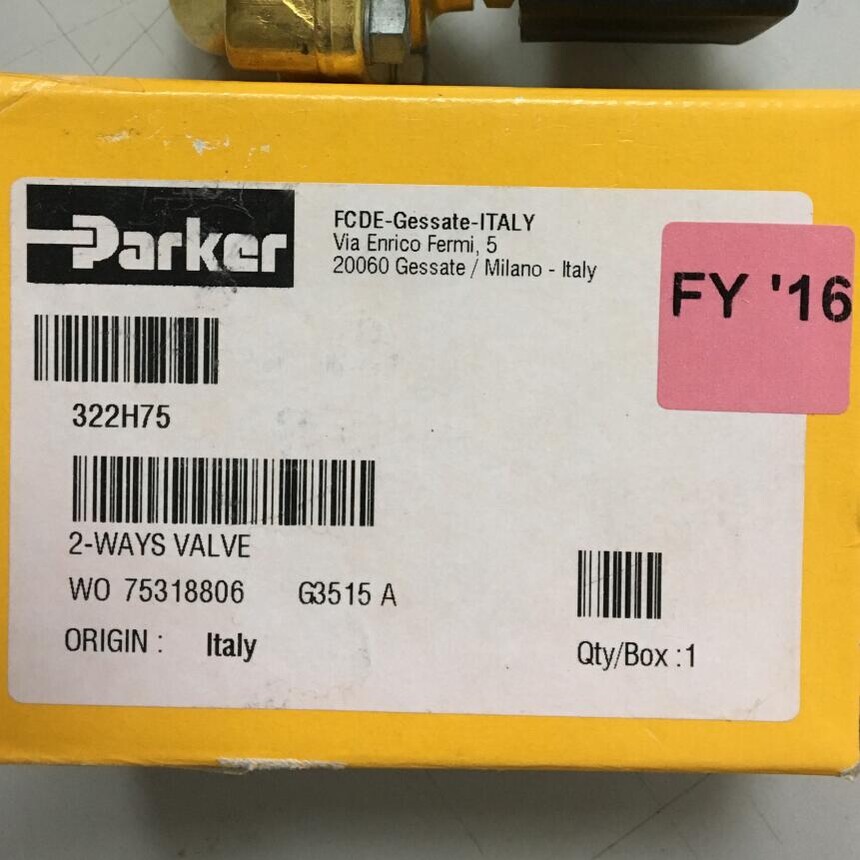 Parker
FCDE-Gessate-ITALY
Via Enrico Fermi, 5
20060 Gessate / Milano - Italy
FY '16
322H75
2-WAYS VALVE
WO 75318806 G3515 A
ORIGIN : Italy
Qty/Box :1